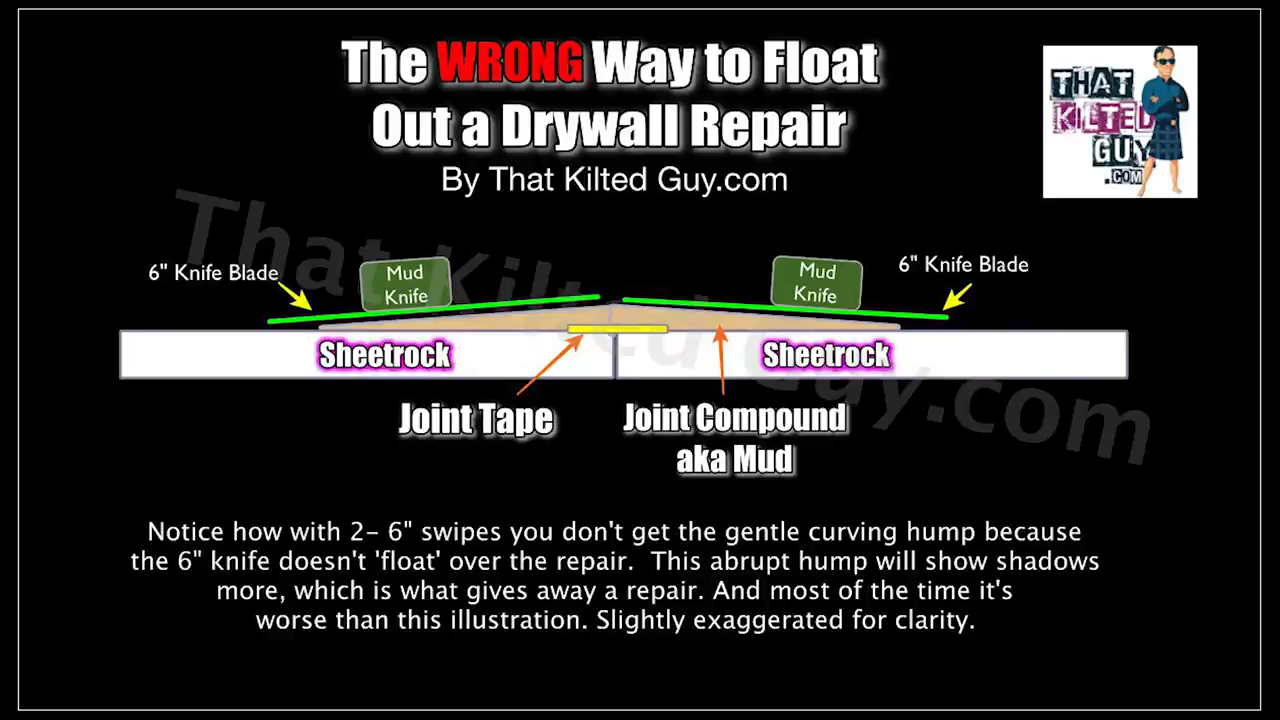 The WRONG Way to Float
Out a Drywall Repair
By That Kilted Guy.com
THAT
KILTED
GUY
.COM
6" Knife Blade
Mud
Knife
Mud
Knife
6" Knife Blade
Sheetrock
Sheetrock
Joint Tape
Joint Compound
aka Mud
That Kilted Guy.com
Notice how with 2- 6" swipes you don't get the gentle curving hump because
the 6" knife doesn't 'float' over the repair.  This abrupt hump will show shadows
more, which is what gives away a repair. And most of the time it's
worse than this illustration. Slightly exaggerated for clarity.